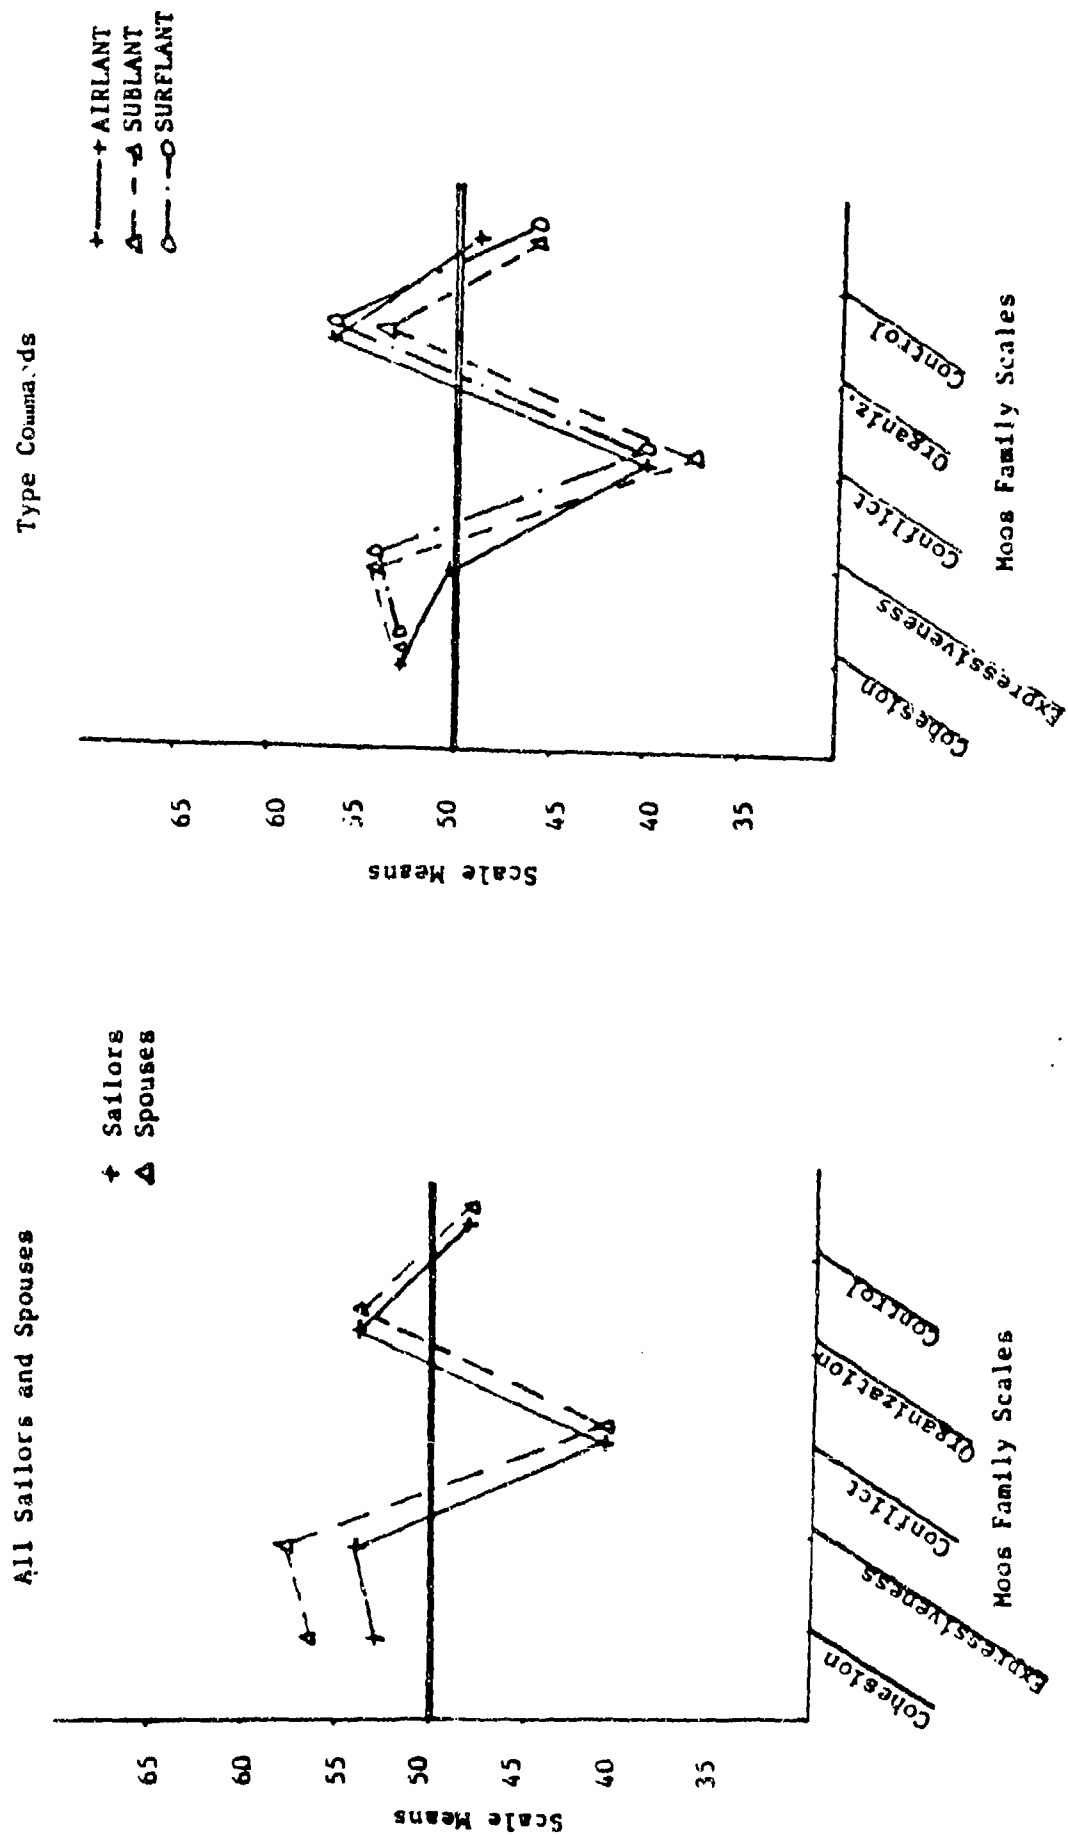 All Sailors and Spouses
+ Sailors
Δ Spouses
Scale Means
65
60
55
50
45
40
35
Cohesion
Expressiveness
Conflict
Organization
Control
Moos Family Scales
Type Commands
+——+ AIRLANT
Δ– – –Δ SUBLANT
O—·—O SURFLANT
Scale Means
65
60
55
50
45
40
35
Cohesion
Expressiveness
Conflict
Organiz.
Control
Moos Family Scales